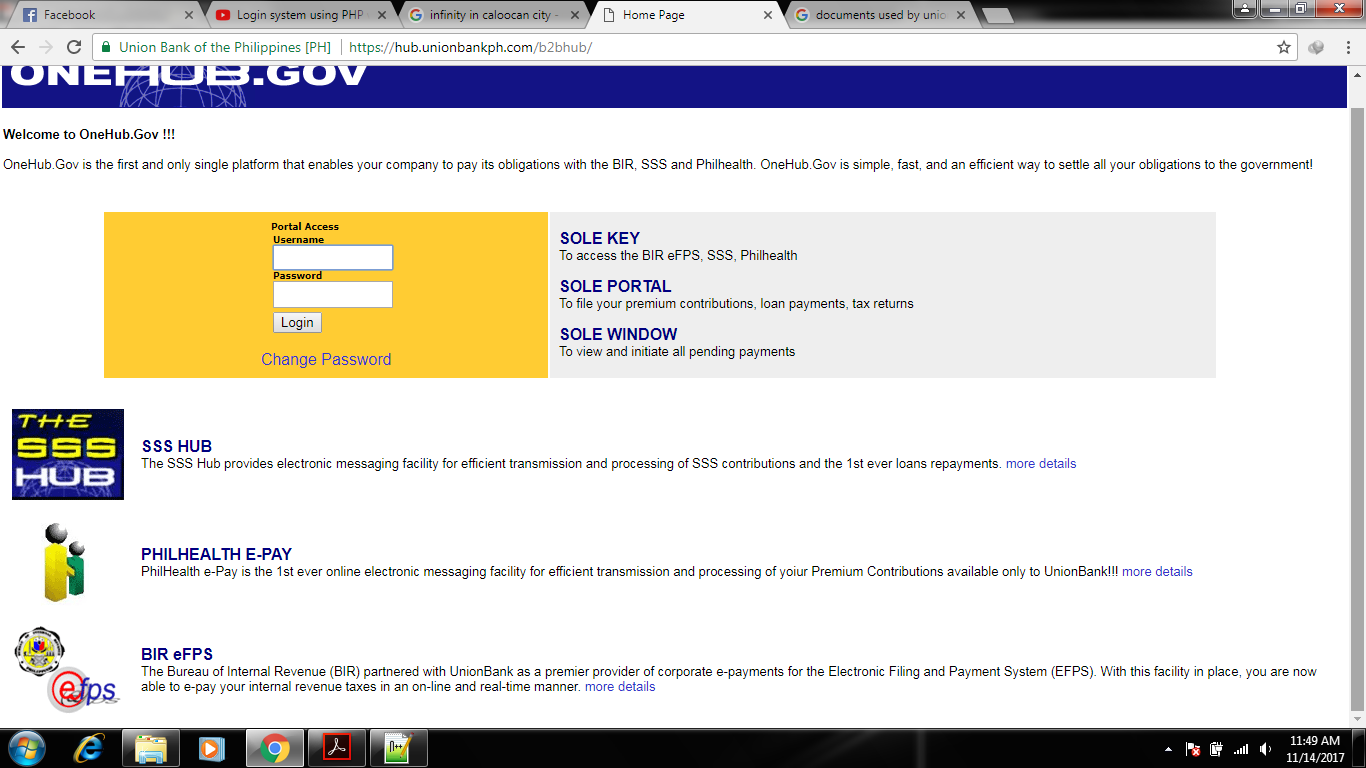 Facebook
Login system using PHP
infinity in caloocan city -
Home Page
documents used by unio
Union Bank of the Philippines [PH]
https://hub.unionbankph.com/b2bhub/
ONEHUB.GOV
Welcome to OneHub.Gov !!!
OneHub.Gov is the first and only single platform that enables your company to pay its obligations with the BIR, SSS and Philhealth. OneHub.Gov is simple, fast, and an efficient way to settle all your obligations to the government!
Portal Access
Username
Password
Login
Change Password
SOLE KEY
To access the BIR eFPS, SSS, Philhealth
SOLE PORTAL
To file your premium contributions, loan payments, tax returns
SOLE WINDOW
To view and initiate all pending payments
THE
SSS
HUB
SSS HUB
The SSS Hub provides electronic messaging facility for efficient transmission and processing of SSS contributions and the 1st ever loans repayments. more details
PHILHEALTH E-PAY
PhilHealth e-Pay is the 1st ever online electronic messaging facility for efficient transmission and processing of yoiur Premium Contributions available only to UnionBank!!! more details
efps
BIR eFPS
The Bureau of Internal Revenue (BIR) partnered with UnionBank as a premier provider of corporate e-payments for the Electronic Filing and Payment System (EFPS). With this facility in place, you are now
able to e-pay your internal revenue taxes in an on-line and real-time manner. more details
11:49 AM
11/14/2017